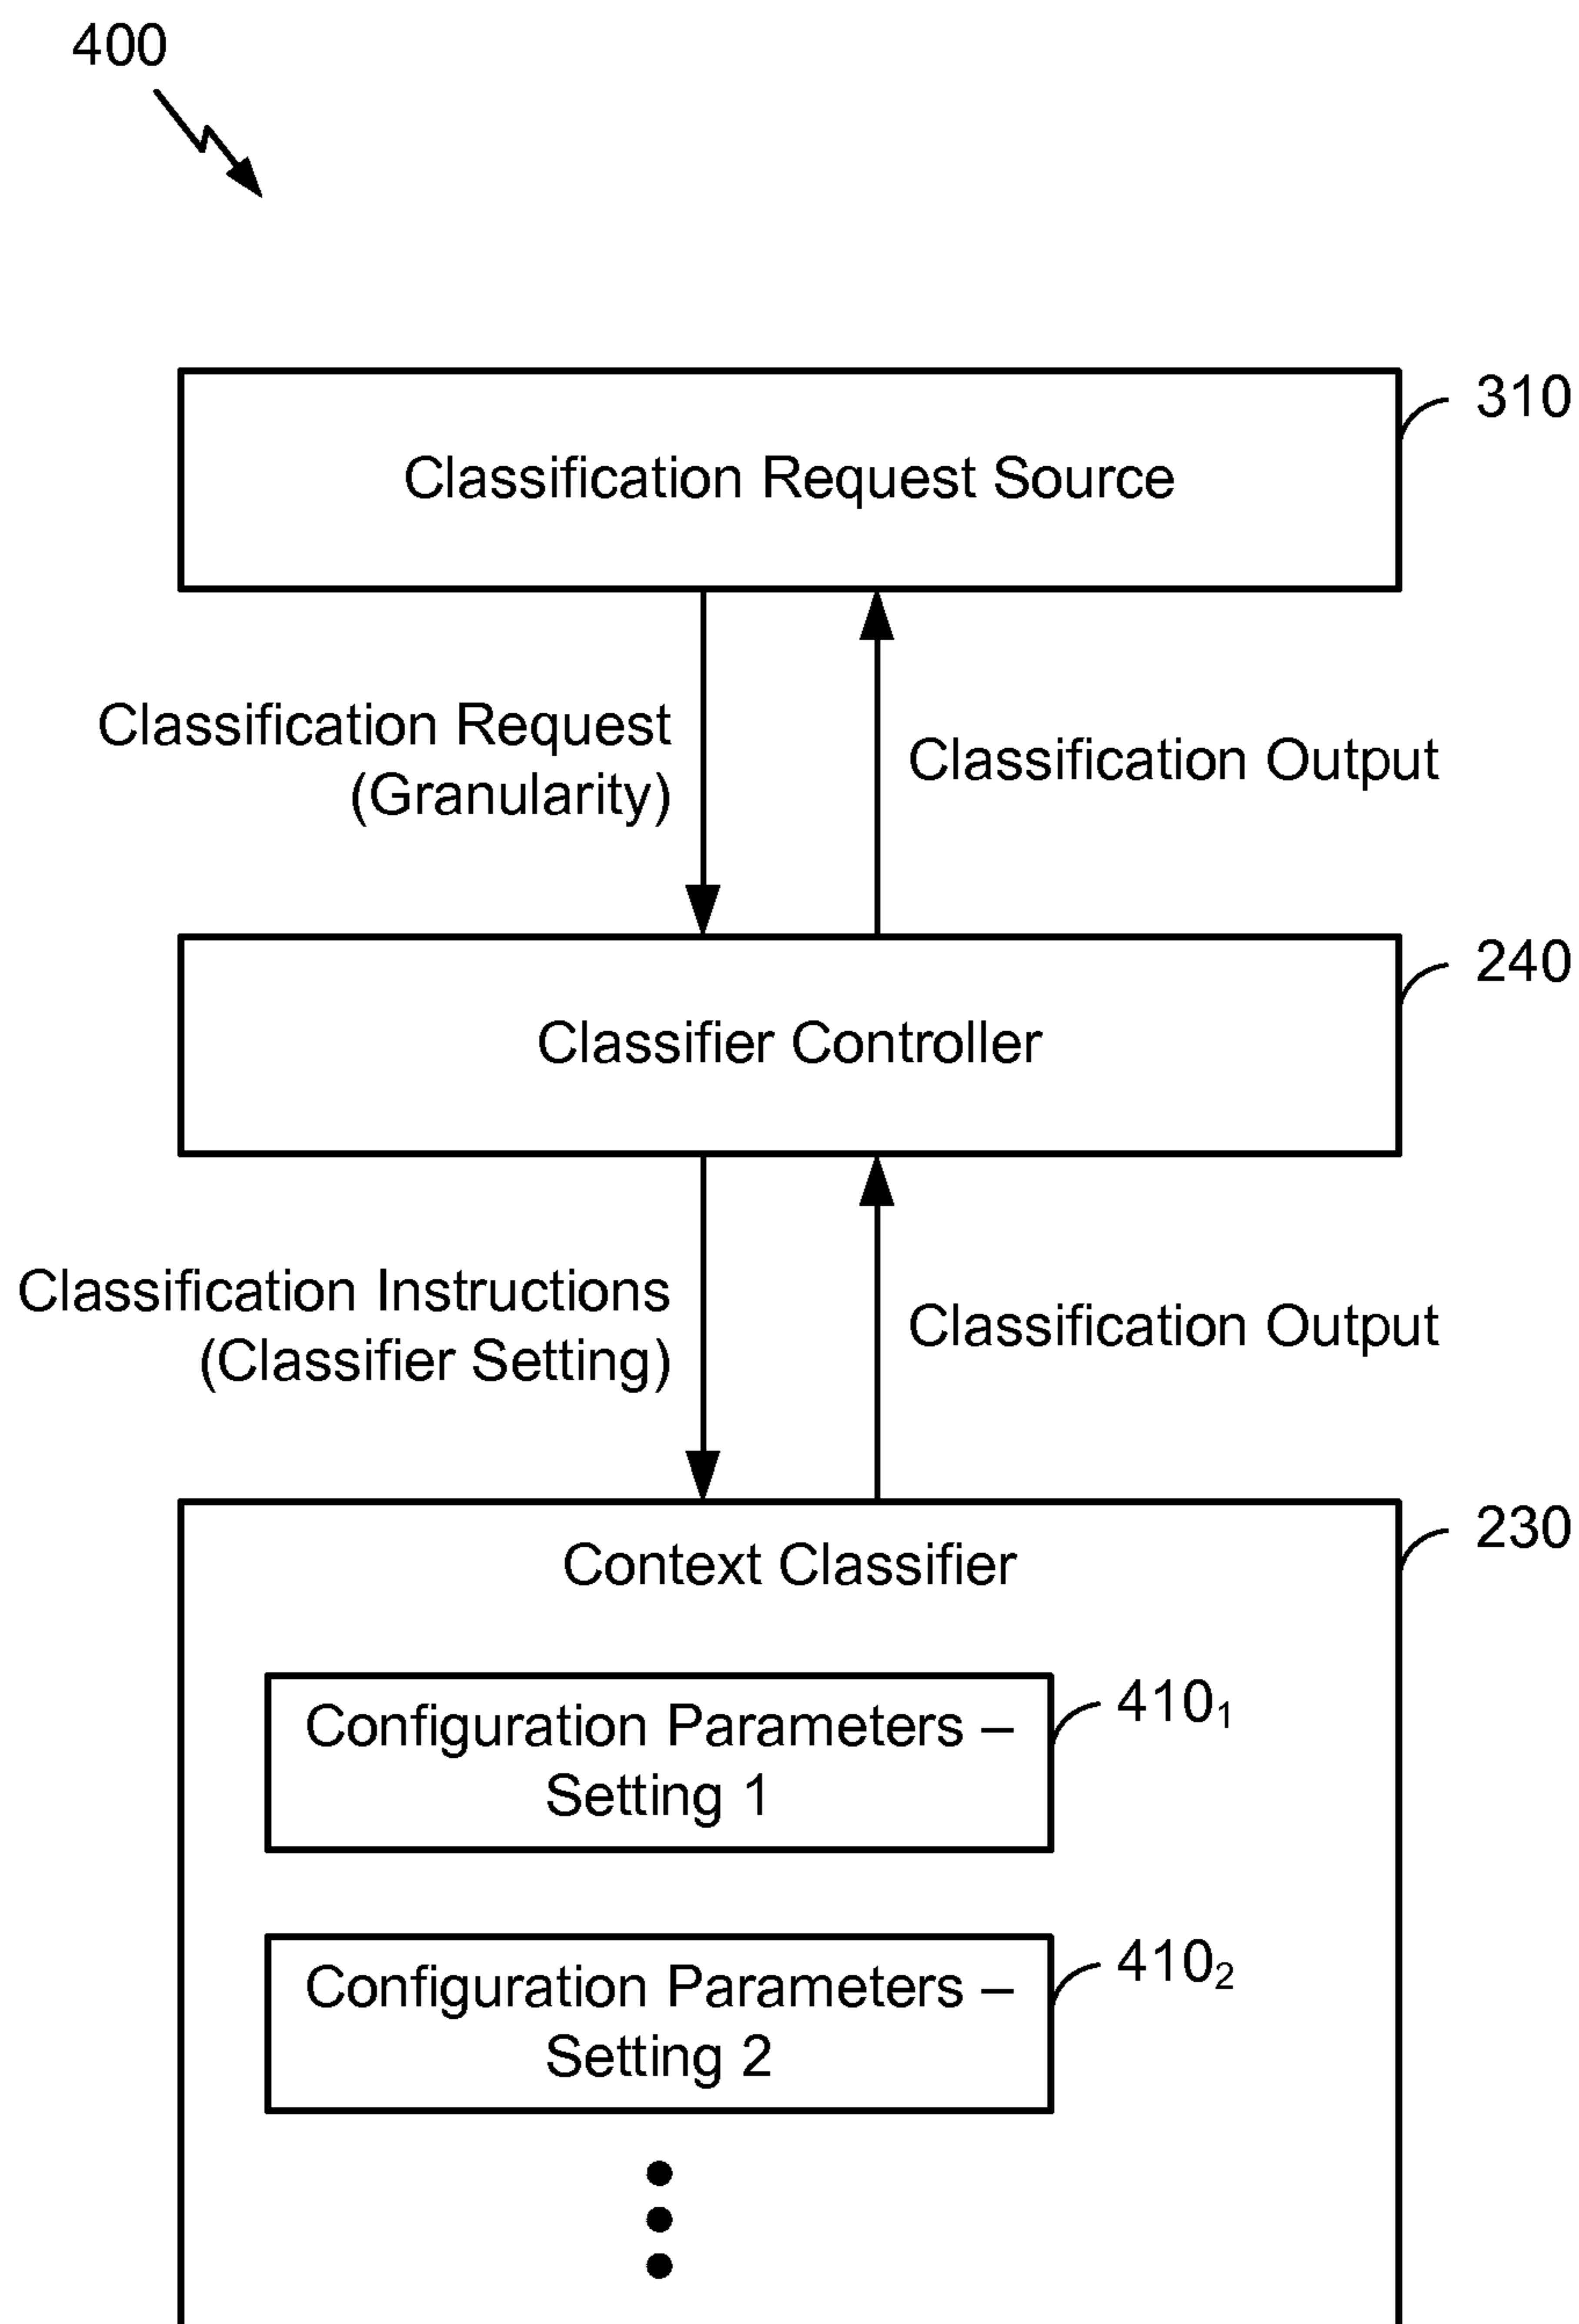 400
Classification Request Source
310
Classification Request
(Granularity)
Classification Output
Classifier Controller
240
Classification Instructions
(Classifier Setting)
Classification Output
Context Classifier
230
Configuration Parameters –
Setting 1
410₁
Configuration Parameters –
Setting 2
410₂